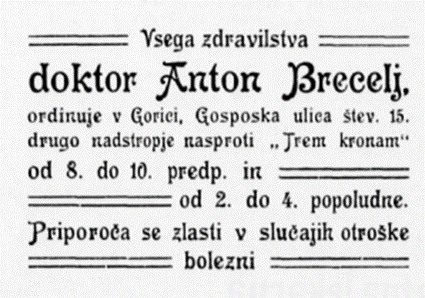 Vsega zdravilstva
doktor Anton Brecelj,
ordinuje v Gorici, Gosposka ulica štev. 15.
drugo nadstropje nasproti „Trem kronam“
od 8. do 10. predp. in
od 2. do 4. popoludne.
Priporoča se zlasti v slučajih otroške
bolezni